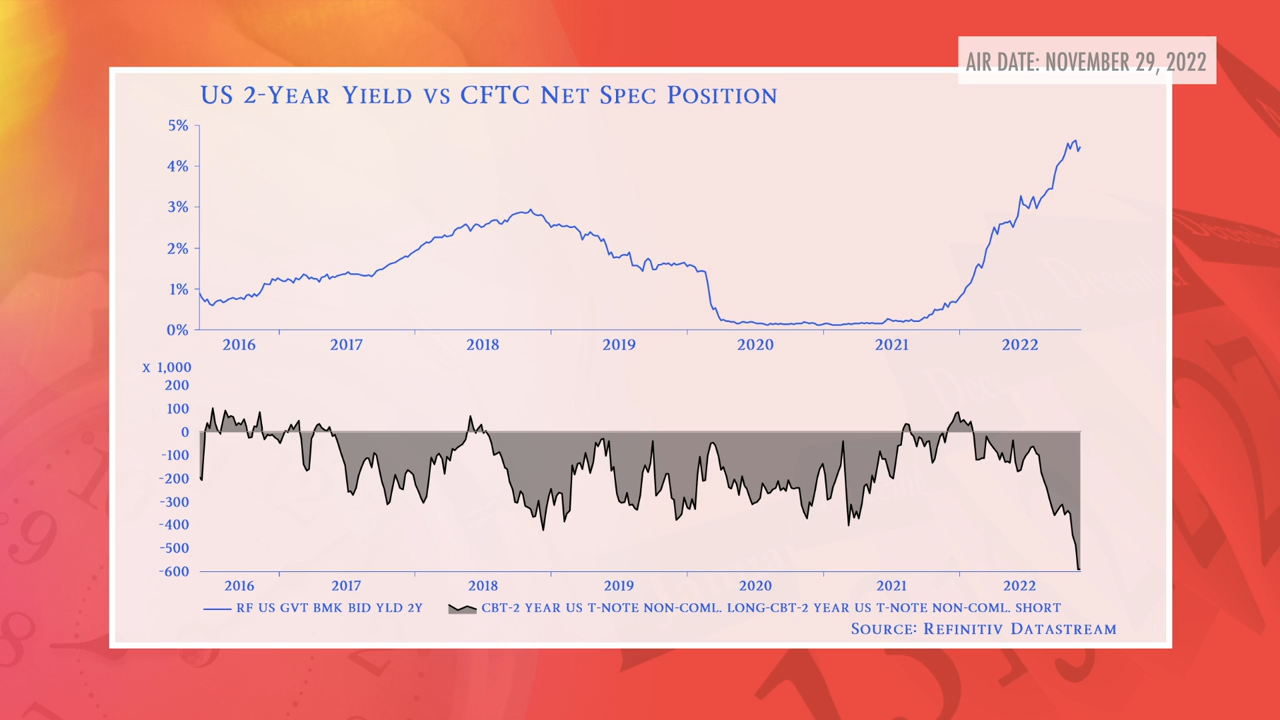 AIR DATE: NOVEMBER 29, 2022
US 2-YEAR YIELD VS CFTC NET SPEC POSITION
5%
4%
3%
2%
1%
0%
2016 2017 2018 2019 2020 2021 2022
X 1,000
200
100
0
-100
-200
-300
-400
-500
-600
2016 2017 2018 2019 2020 2021 2022
RF US GVT BMK BID YLD 2Y CBT-2 YEAR US T-NOTE NON-COML. LONG-CBT-2 YEAR US T-NOTE NON-COML. SHORT
SOURCE: REFINITIV DATASTREAM